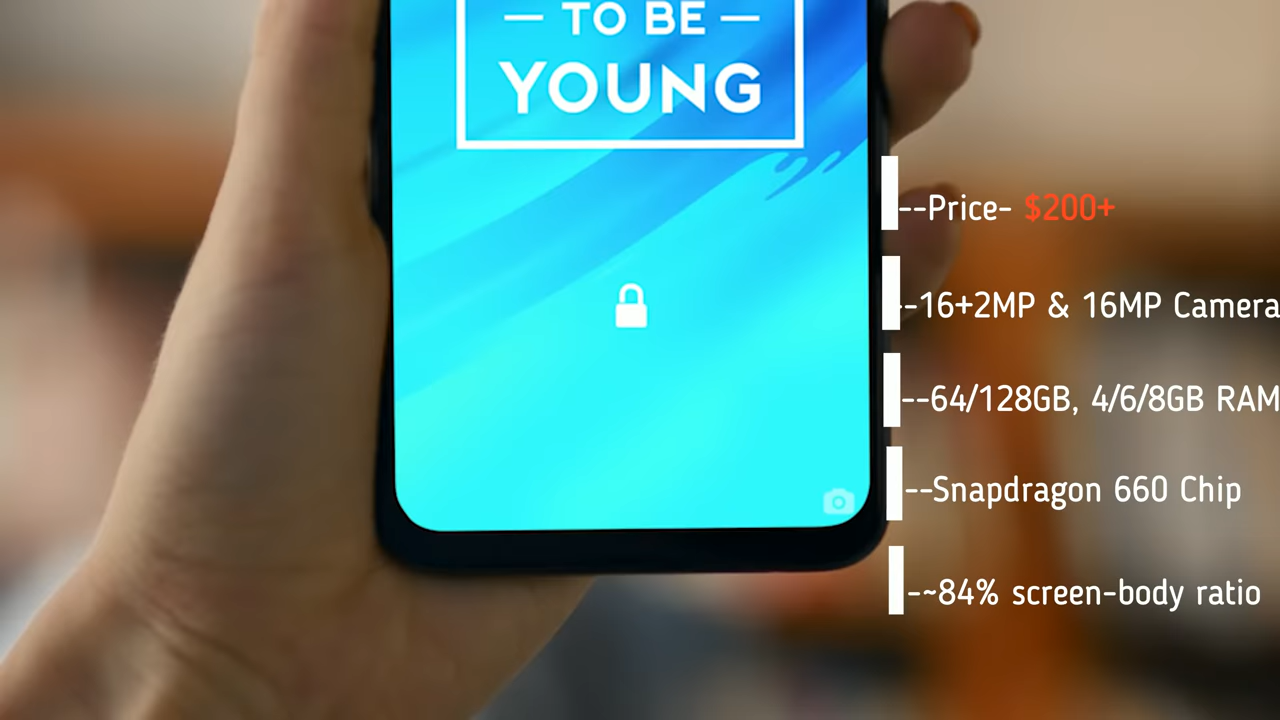 — TO BE —
YOUNG
--Price- $200+
--16+2MP & 16MP Camera
--64/128GB, 4/6/8GB RAM
--Snapdragon 660 Chip
-~84% screen-body ratio